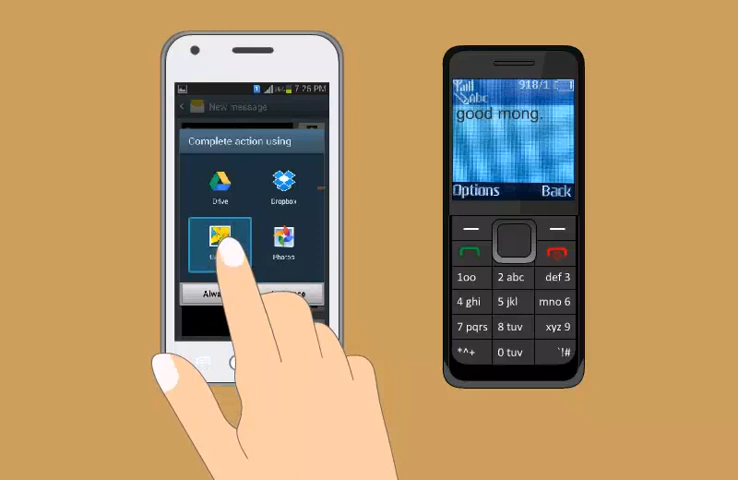 7:26 PM
New message
Complete action using
Drive
Dropbox
Photos
918/1
Abc
good mong.
Options Back
1oo 2 abc def 3
4 ghi 5 jkl mno 6
7 pqrs 8 tuv xyz 9
*^+ 0 tuv `!#